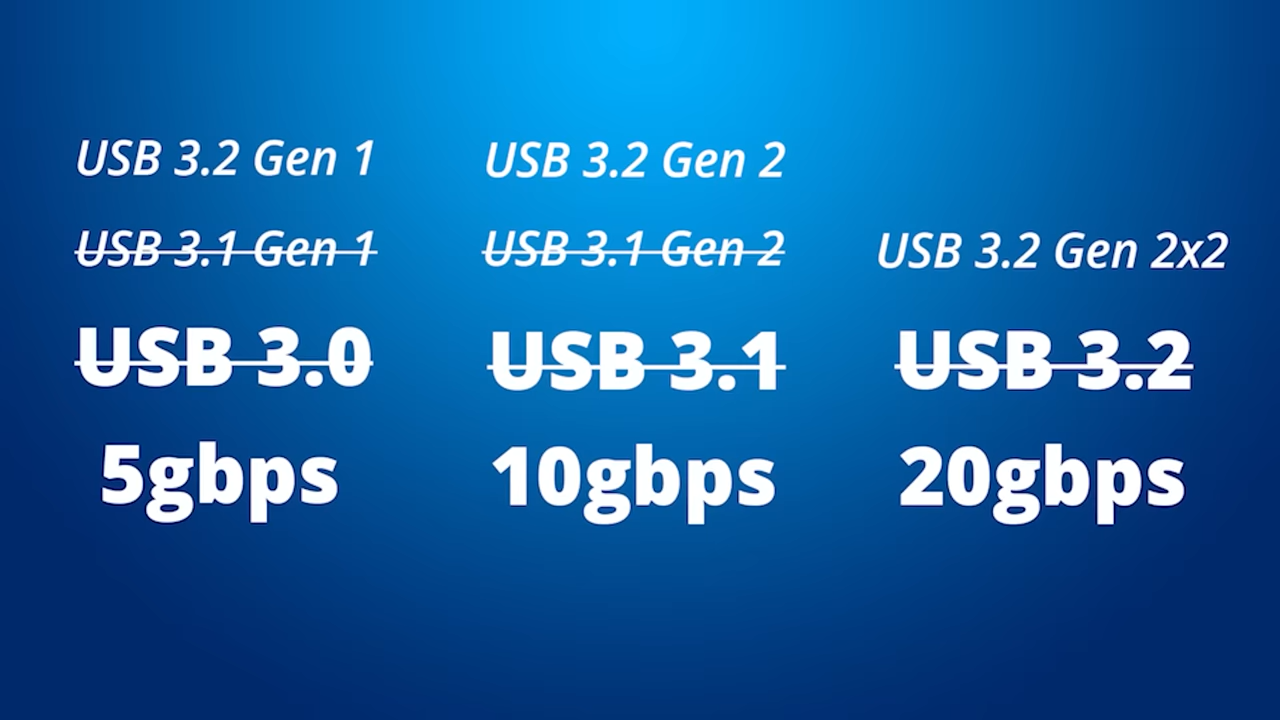 USB 3.2 Gen 1 USB 3.2 Gen 2
USB 3.1 Gen 1 USB 3.1 Gen 2 USB 3.2 Gen 2x2
USB 3.0 USB 3.1 USB 3.2
5gbps 10gbps 20gbps